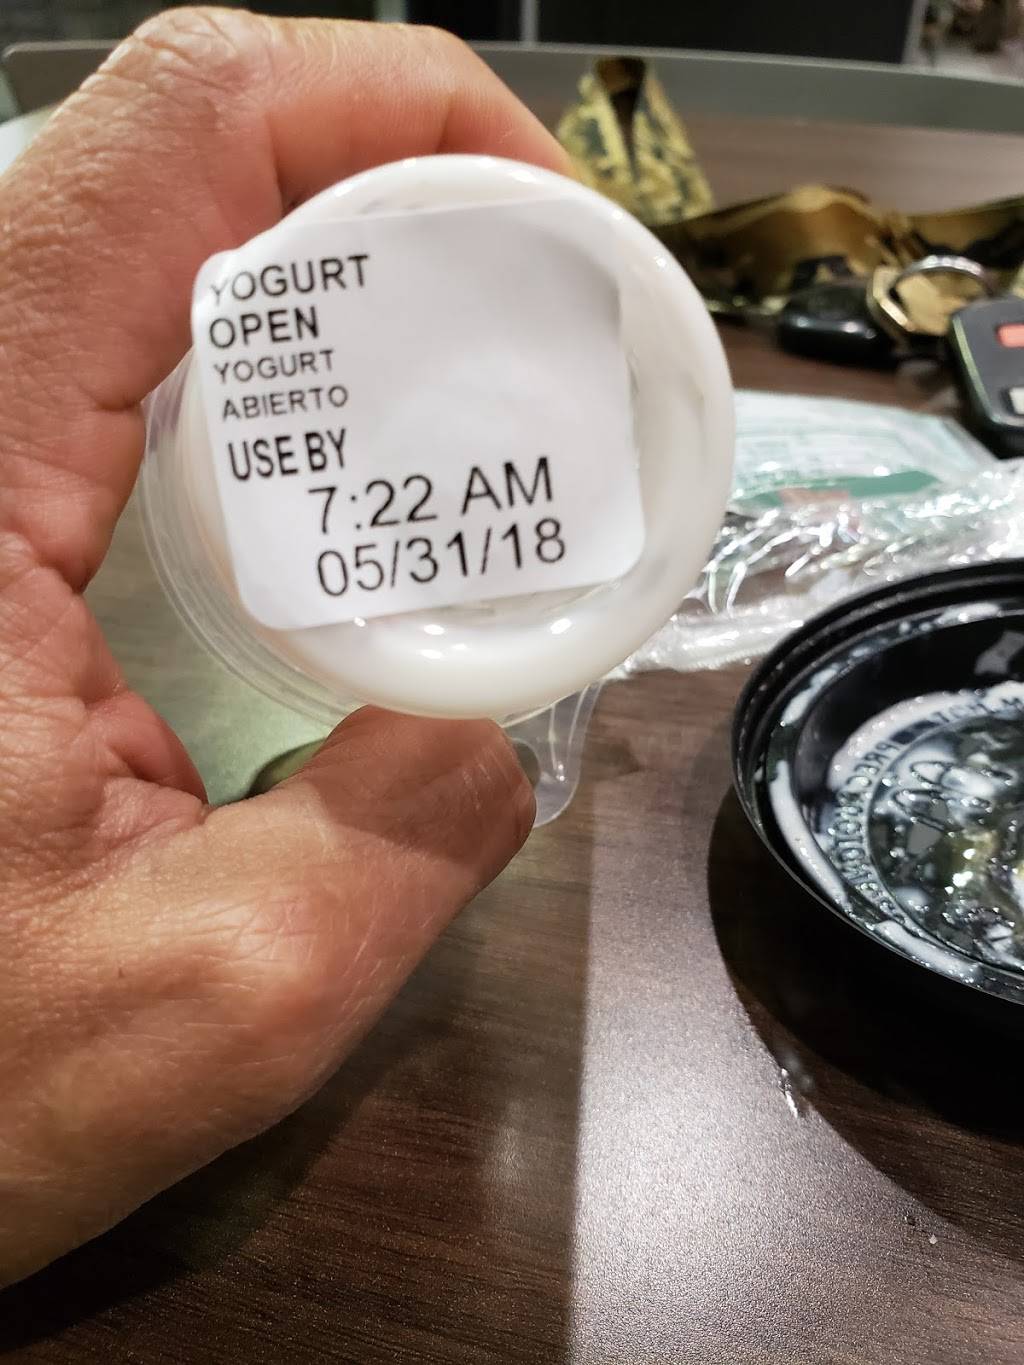 YOGURT
OPEN
YOGURT
ABIERTO
USE BY
7:22 AM
05/31/18